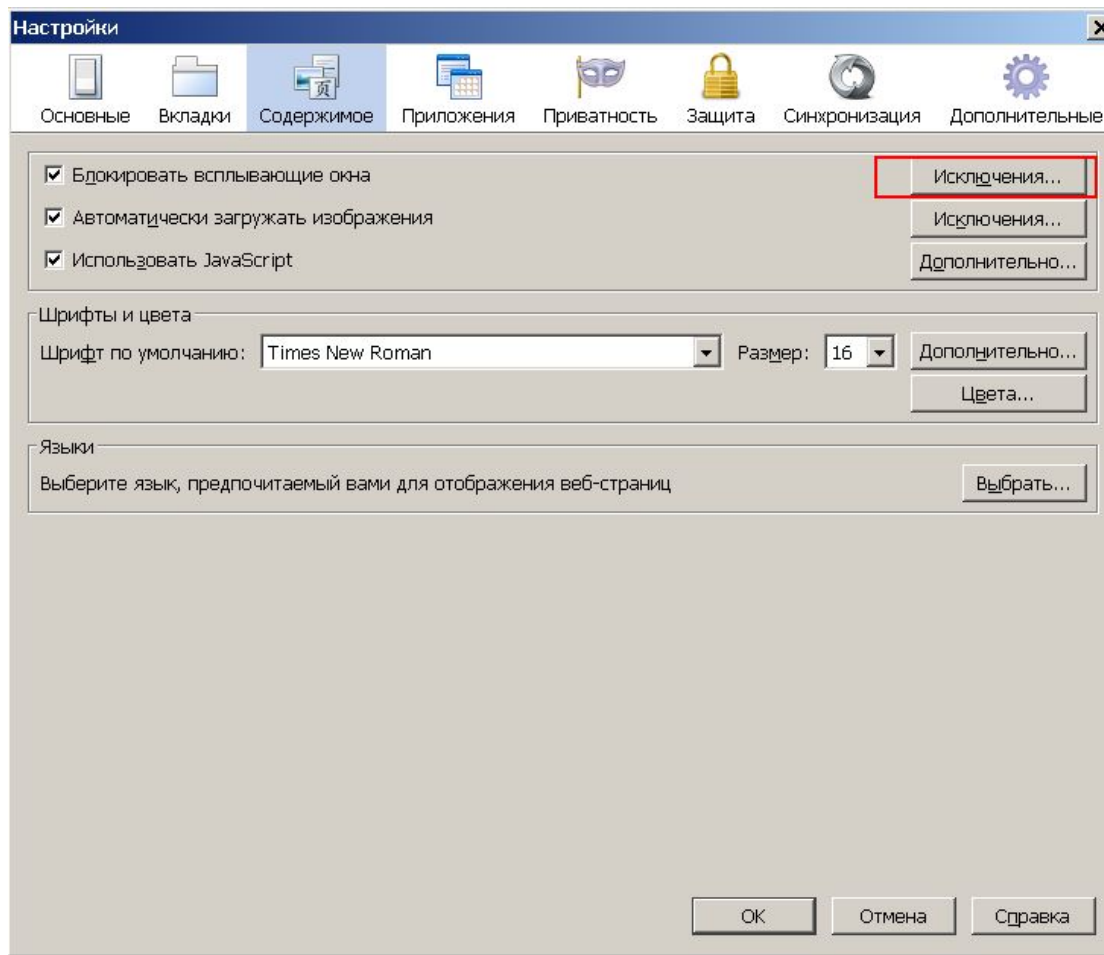 Настройки
Основные Вкладки Содержимое Приложения Приватность Защита Синхронизация Дополнительные
Блокировать всплывающие окна Исключения...
Автоматически загружать изображения Исключения...
Использовать JavaScript Дополнительно...
Шрифты и цвета
Шрифт по умолчанию: Times New Roman Размер: 16 Дополнительно...
Цвета...
Языки
Выберите язык, предпочитаемый вами для отображения веб-страниц Выбрать...
OK Отмена Справка